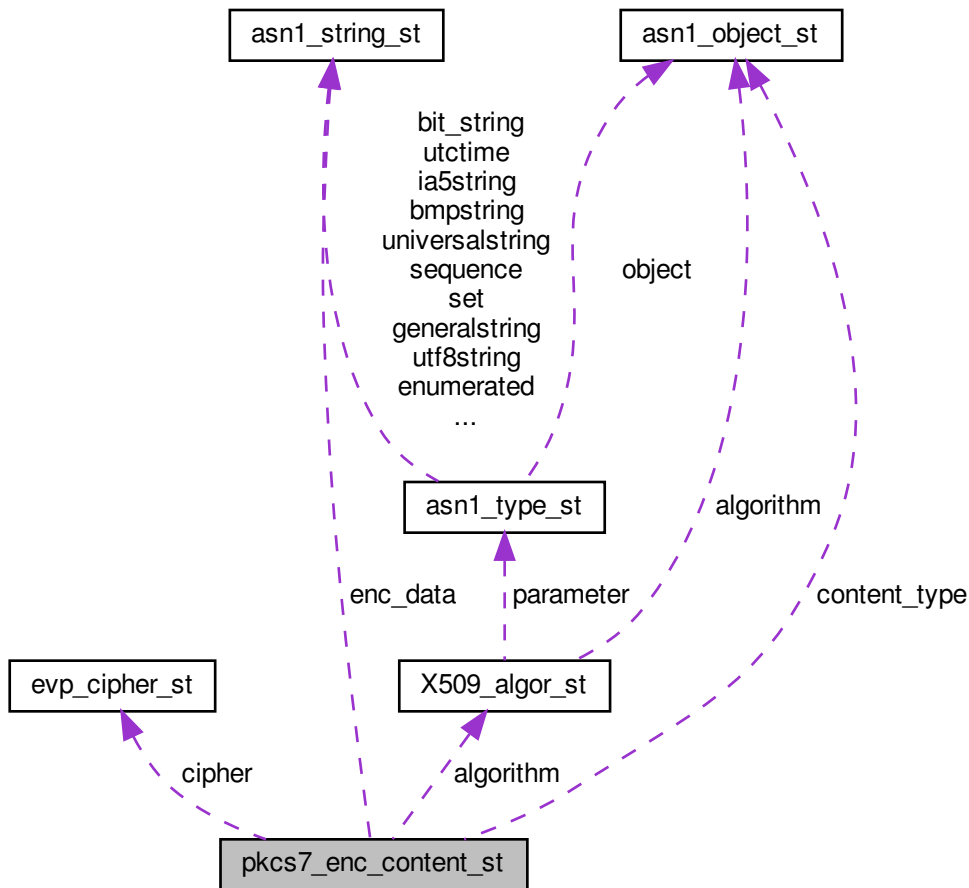 asn1_string_st
asn1_object_st
bit_string
utctime
ia5string
bmpstring
universalstring
sequence
set
generalstring
utf8string
enumerated
...
object
asn1_type_st
algorithm
enc_data
parameter
content_type
evp_cipher_st
X509_algor_st
cipher
algorithm
pkcs7_enc_content_st